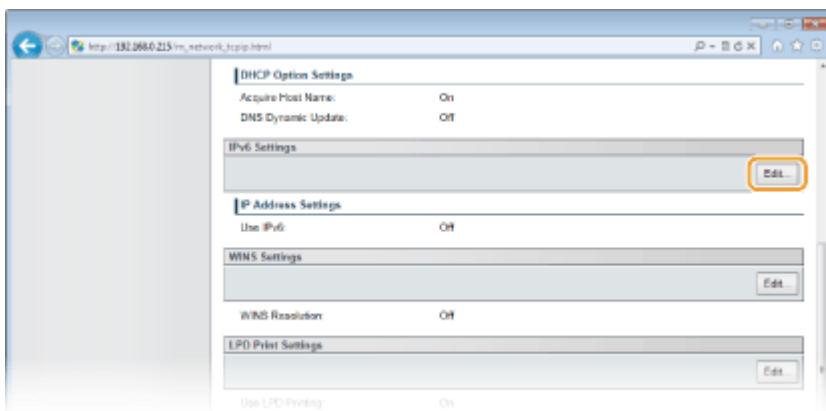 http://192.168.0.215/m_network_tcpip.html
DHCP Option Settings
Acquire Host Name: On
DNS Dynamic Update: Off
IPv6 Settings
Edit...
IP Address Settings
Use IPv6: Off
WINS Settings
Edit...
WINS Resolution: Off
LPD Print Settings
Edit...
Use LPD Printing: On